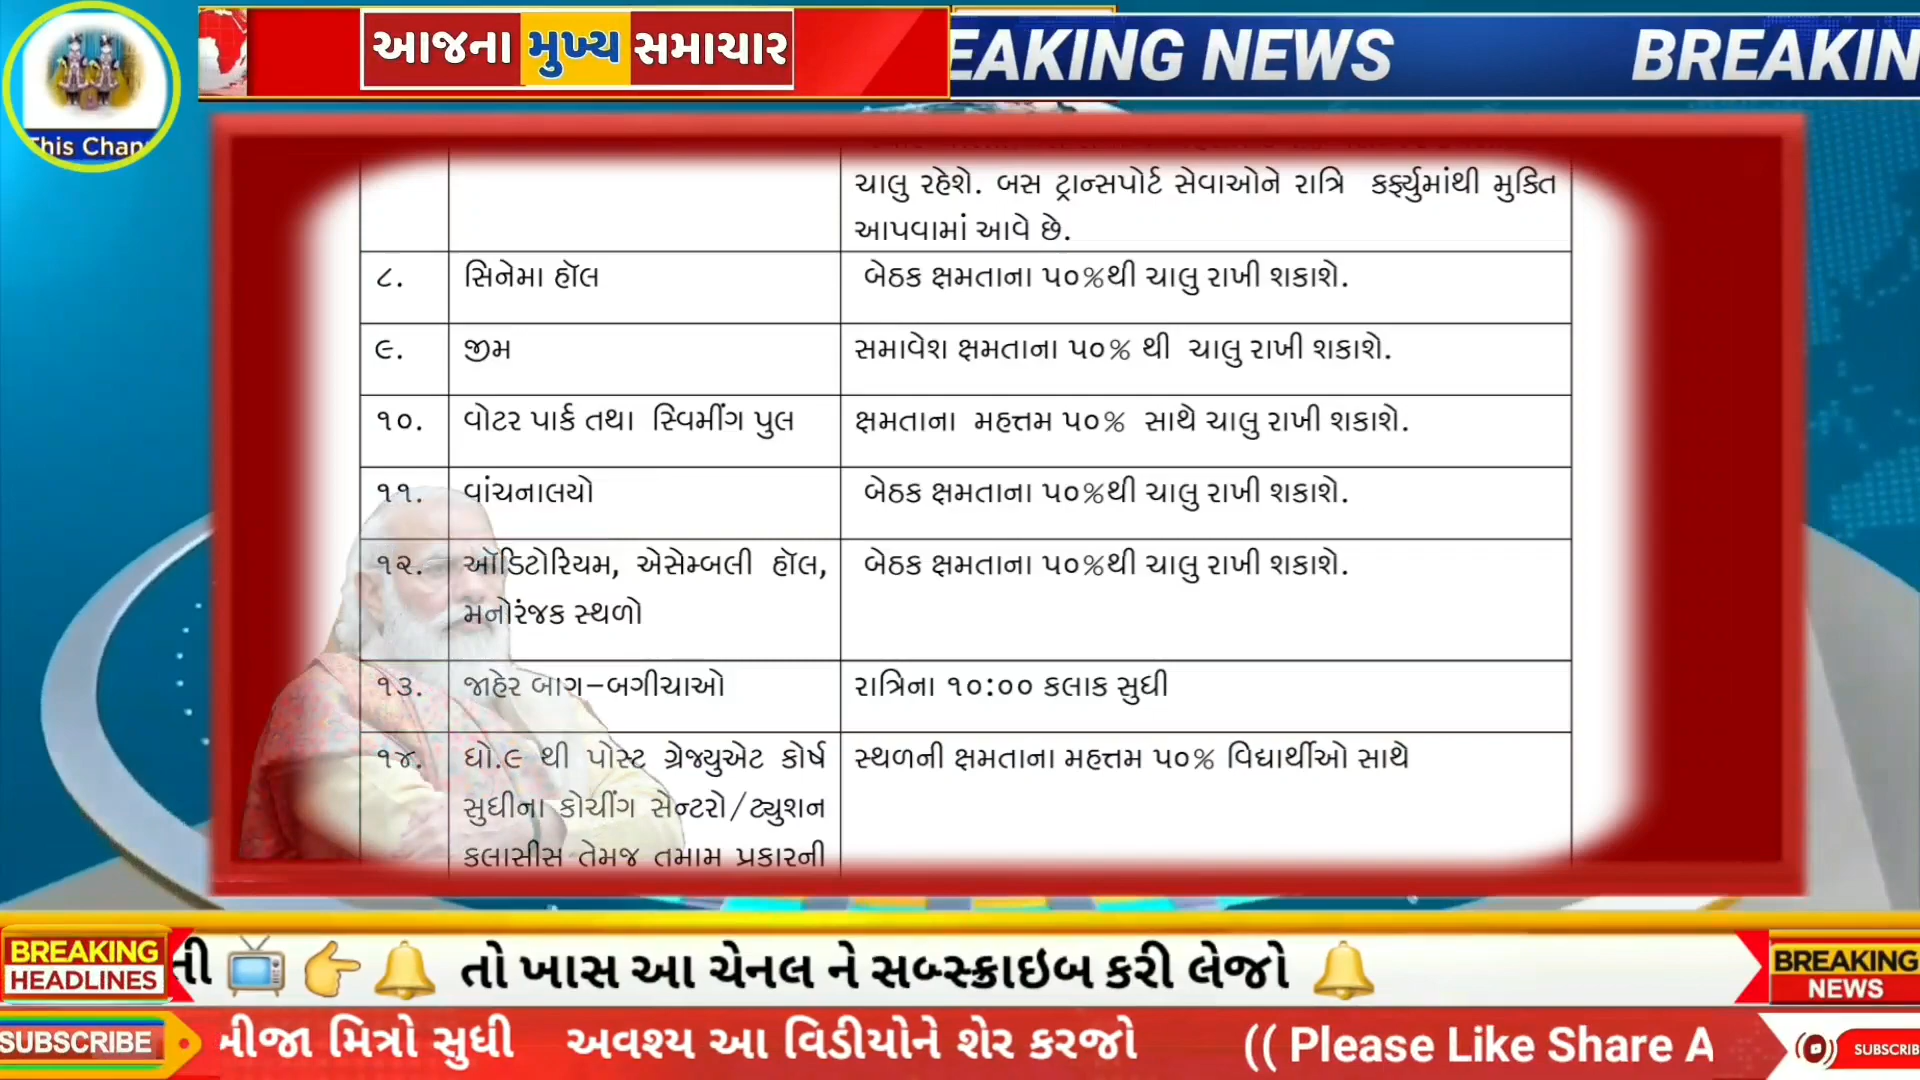 આજના મુખ્ય સમાચાર
EAKING NEWS
BREAKIN
This Chan
ચાલુ રહેશે. બસ ટ્રાન્સપોર્ટ સેવાઓને રાત્રિ કર્ફ્યુમાંથી મુક્તિ
આપવામાં આવે છે.
૮. સિનેમા હૉલ બેઠક ક્ષમતાના ૫૦%થી ચાલુ રાખી શકાશે.
૯. જીમ સમાવેશ ક્ષમતાના ૫૦% થી ચાલુ રાખી શકાશે.
૧૦. વોટર પાર્ક તથા સ્વિમીંગ પુલ ક્ષમતાના મહત્તમ ૫૦% સાથે ચાલુ રાખી શકાશે.
૧૧. વાંચનાલયો બેઠક ક્ષમતાના ૫૦%થી ચાલુ રાખી શકાશે.
૧૨. ઑડિટોરિયમ, એસેમ્બલી હૉલ, બેઠક ક્ષમતાના ૫૦%થી ચાલુ રાખી શકાશે.
મનોરંજક સ્થળો
૧૩. જાહેર બાગ-બગીચાઓ રાત્રિના ૧૦:૦૦ કલાક સુધી
૧૪. ધો.૯ થી પોસ્ટ ગ્રેજ્યુએટ કોર્ષ સ્થળની ક્ષમતાના મહત્તમ ૫૦% વિદ્યાર્થીઓ સાથે
સુધીના કોચીંગ સેન્ટરો/ટ્યુશન
ક્લાસીસ તેમજ તમામ પ્રકારની
BREAKING
HEADLINES
તો ખાસ આ ચેનલ ને સબ્સ્ક્રાઇબ કરી લેજો
BREAKING
NEWS
SUBSCRIBE
મિત્રો સુધી અવશ્ય આ વિડીયોને શેર કરજો (( Please Like Share A
SUBSCRIB